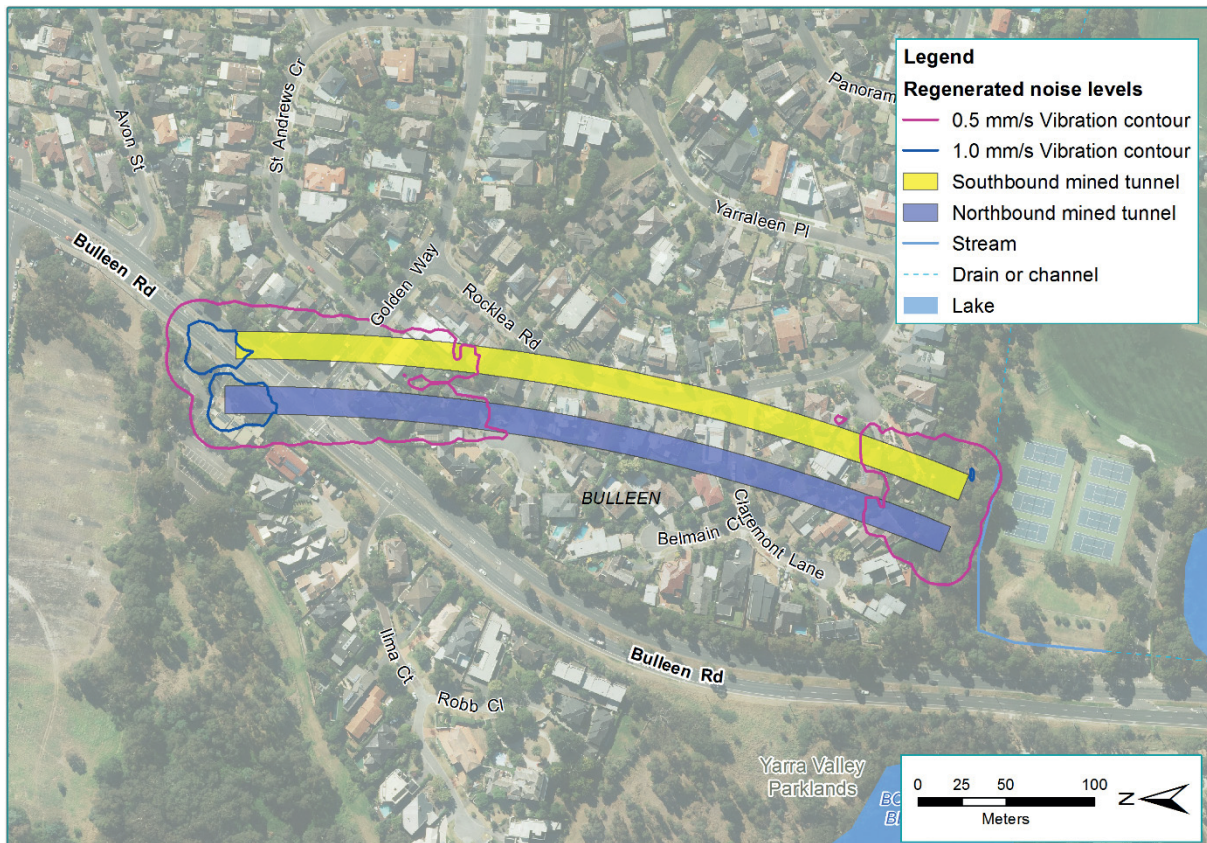 Legend
Regenerated noise levels
0.5 mm/s Vibration contour
1.0 mm/s Vibration contour
Southbound mined tunnel
Northbound mined tunnel
Stream
Drain or channel
Lake
Panoram
St Andrews Cr
Avon St
Yarraleen Pl
Bulleen Rd
Golden Way
Rocklea Rd
BULLEEN
Belmain Ct
Claremont Lane
Ilma Ct
Robb Cl
Bulleen Rd
Yarra Valley
Parklands
BO
B
0 25 50 100
Meters
N